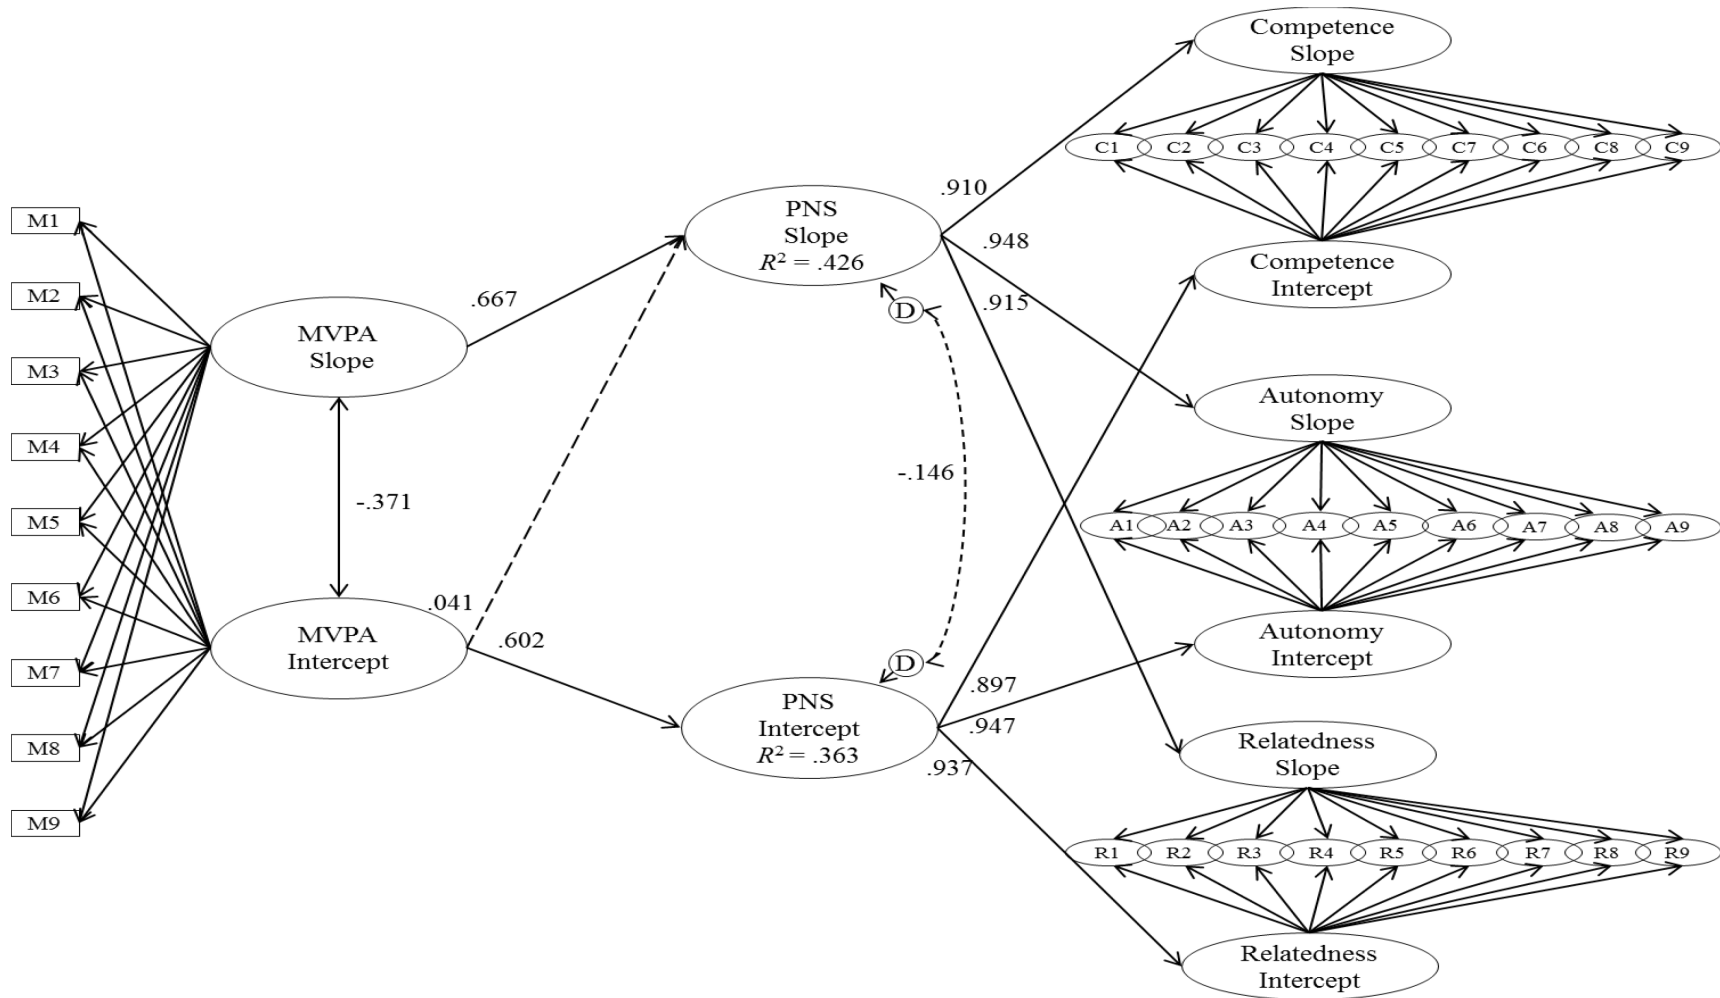 M1
M2
M3
M4
M5
M6
M7
M8
M9
MVPA
Slope
-.371
MVPA
Intercept
.667
.041
.602
PNS
Slope
R² = .426
D
-.146
D
PNS
Intercept
R² = .363
.910
.948
.915
.897
.947
.937
Competence
Slope
C1 C2 C3 C4 C5 C7 C6 C8 C9
Competence
Intercept
Autonomy
Slope
A1 A2 A3 A4 A5 A6 A7 A8 A9
Autonomy
Intercept
Relatedness
Slope
R1 R2 R3 R4 R5 R6 R7 R8 R9
Relatedness
Intercept